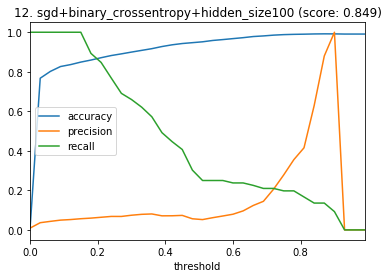 12. sgd+binary_crossentropy+hidden_size100 (score: 0.849)
1.0
0.8
0.6
0.4
0.2
0.0
accuracy
precision
recall
0.0 0.2 0.4 0.6 0.8
threshold